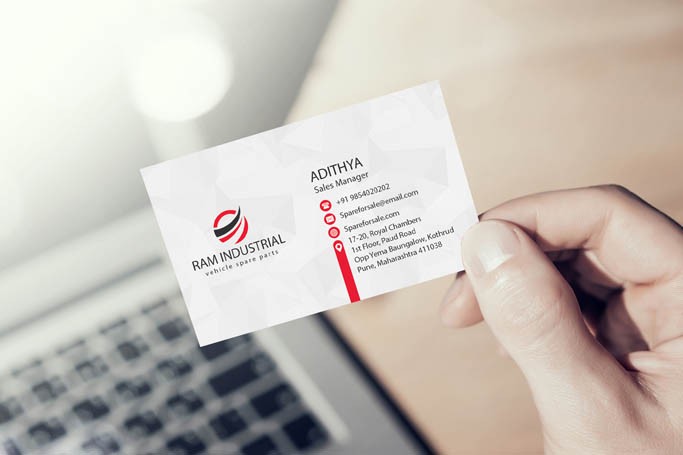 RAM INDUSTRIAL
vehicle spare parts
ADITHYA
Sales Manager
+91 9854020202
Spareforsale@email.com
Spareforsale.com
17-20, Royal Chambers
1st Floor, Paud Road
Opp Yema Baungalow, Kothrud
Pune, Maharashtra 411038